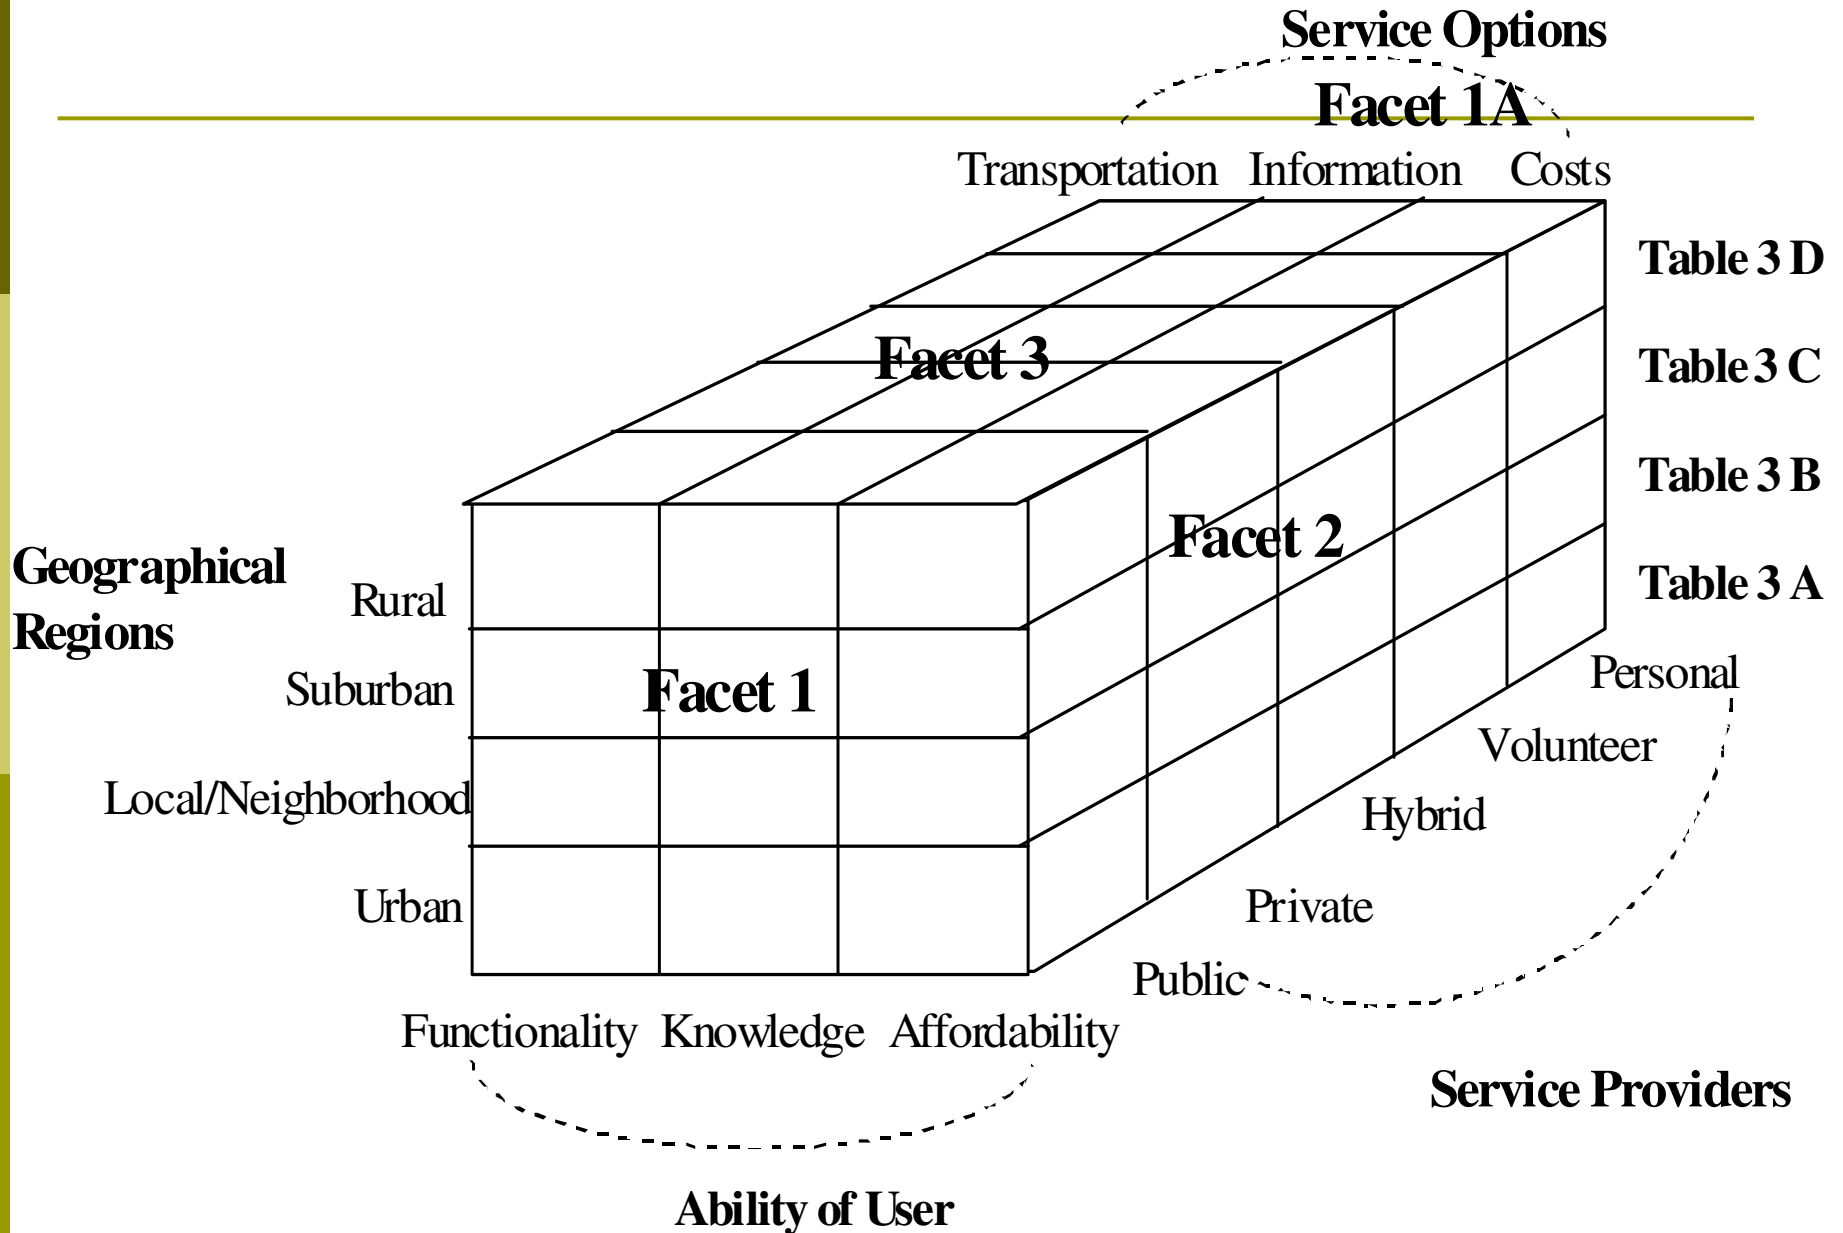 Service Options
Facet 1A
Transportation Information Costs
Table 3 D
Facet 3
Table 3 C
Table 3 B
Facet 2
Geographical
Regions
Rural
Table 3 A
Suburban
Facet 1
Personal
Volunteer
Local/Neighborhood
Hybrid
Urban
Private
Public
Functionality Knowledge Affordability
Service Providers
Ability of User